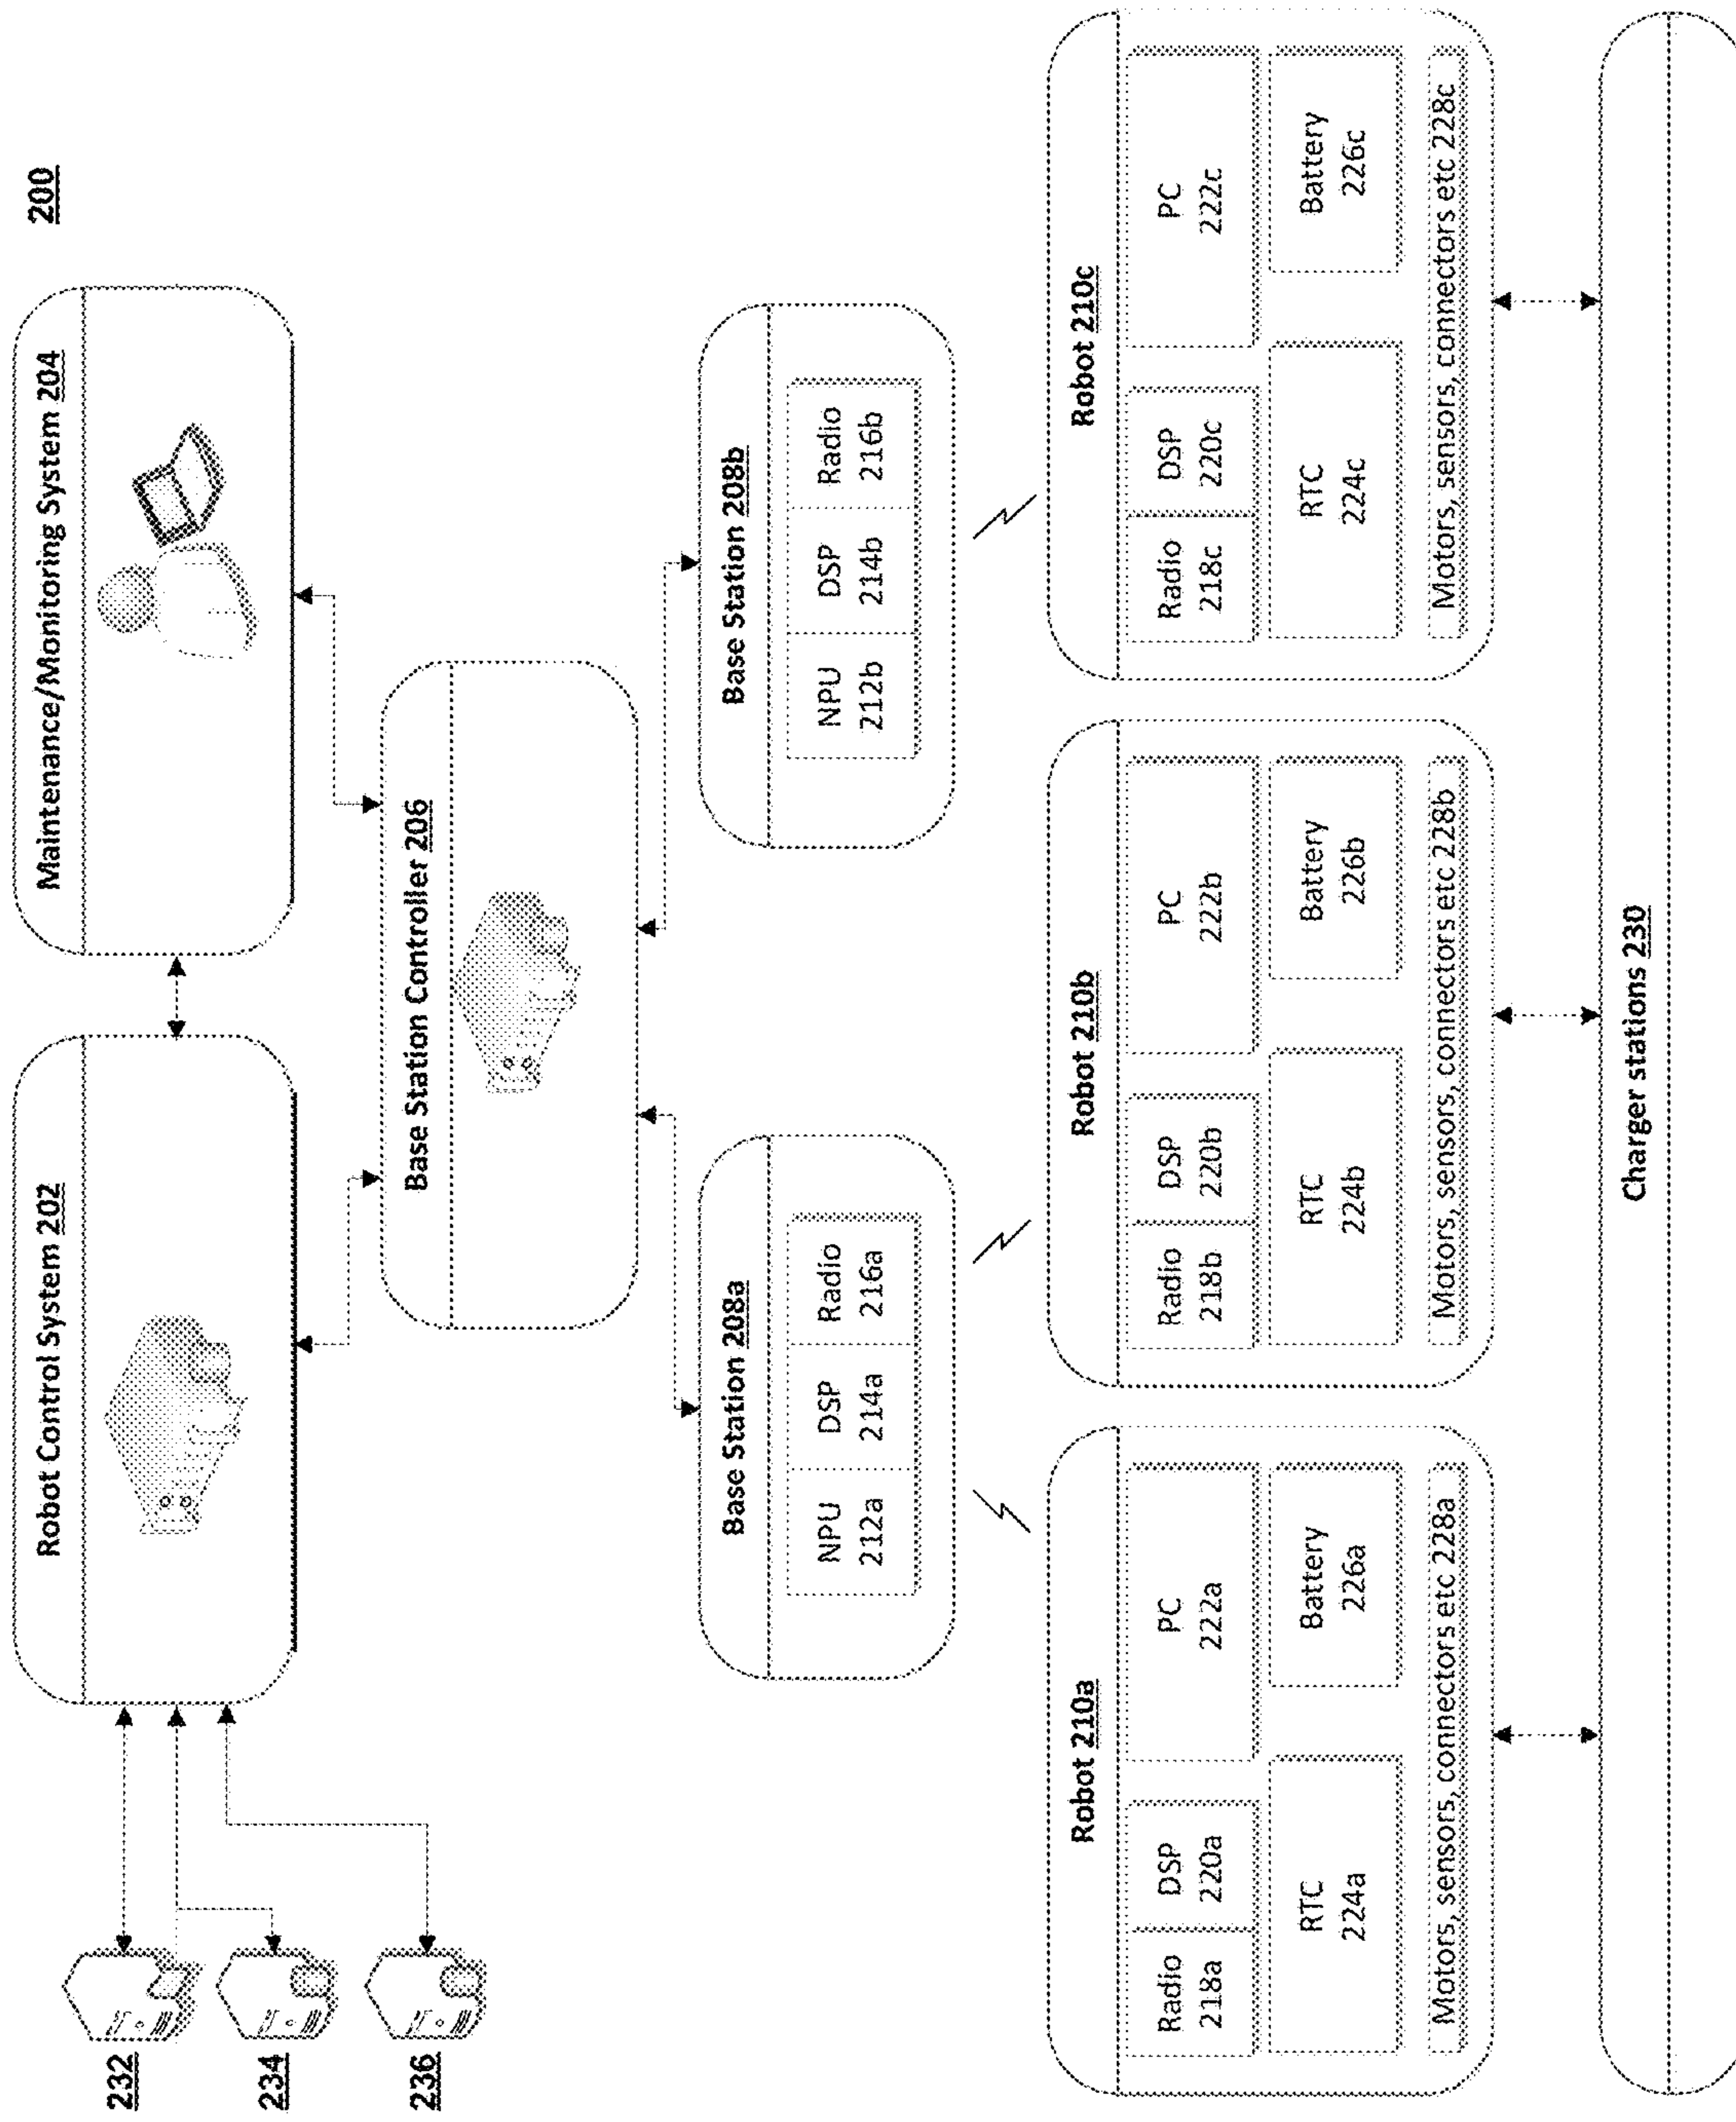 200
232
234
236
Robot Control System 202
Maintenance/Monitoring System 204
Base Station Controller 206
Base Station 208a
NPU
212a
DSP
214a
Radio
216a
Base Station 208b
NPU
212b
DSP
214b
Radio
216b
Robot 210a
Radio
218a
DSP
220a
PC
222a
RTC
224a
Battery
226a
Motors, sensors, connectors etc 228a
Robot 210b
Radio
218b
DSP
220b
PC
222b
RTC
224b
Battery
226b
Motors, sensors, connectors etc 228b
Robot 210c
Radio
218c
DSP
220c
PC
222c
RTC
224c
Battery
226c
Motors, sensors, connectors etc 228c
Charger stations 230